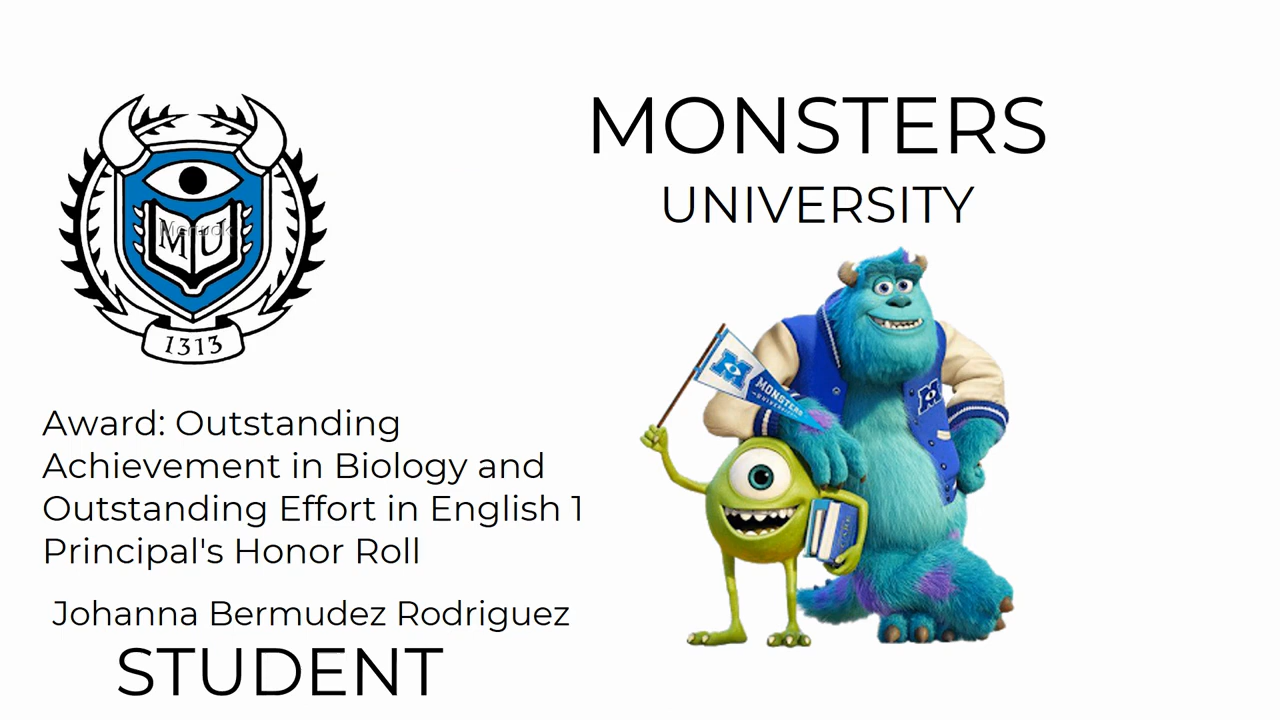 MONSTERS
UNIVERSITY
M U
1313
MONSTERS
UNIVERSITY
M
Award: Outstanding
Achievement in Biology and
Outstanding Effort in English 1
Principal's Honor Roll
Johanna Bermudez Rodriguez
STUDENT